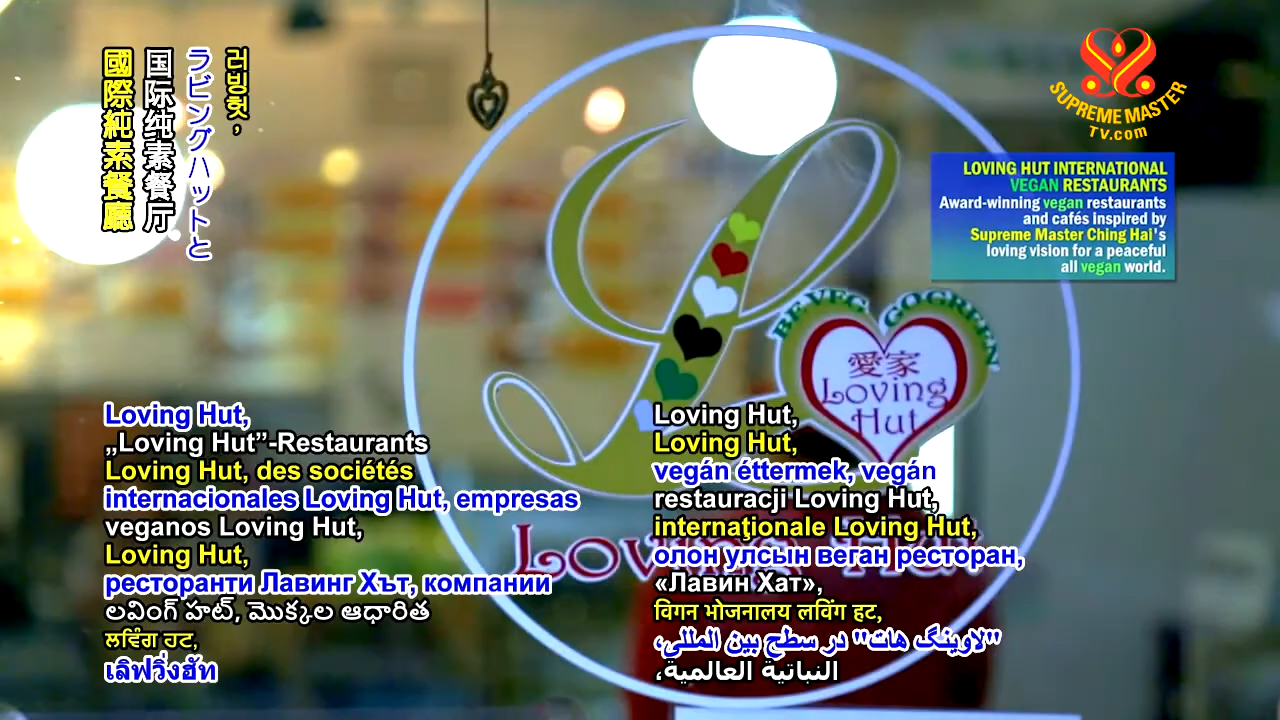 國際純素餐廳
国际纯素餐厅
ラビングハットと
러빙헛,
SUPREME MASTER
TV.com
LOVING HUT INTERNATIONAL
VEGAN RESTAURANTS
Award-winning vegan restaurants
and cafés inspired by
Supreme Master Ching Hai's
loving vision for a peaceful
all vegan world.
BE VEG GO GREEN
愛家
Loving
Hut
Loving Hut
Loving Hut,
„Loving Hut”-Restaurants
Loving Hut, des sociétés
internacionales Loving Hut, empresas
veganos Loving Hut,
Loving Hut,
ресторанти Лавинг Хът, компании
లవింగ్ హట్, మొక్కల ఆధారిత
ਲਵਿੰਗ ਹਟ,
เลิฟวิ่งฮัท
Loving Hut,
Loving Hut,
vegán éttermek, vegán
restauracji Loving Hut,
internaţionale Loving Hut,
олон улсын веган ресторан,
«Лавин Хат»,
विगन भोजनालय लविंग हट,
"لاوینگ هات" در سطح بین المللی،
النباتية العالمية،